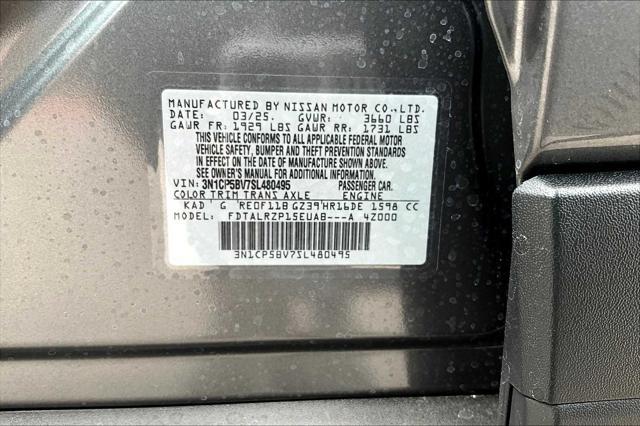 MANUFACTURED BY NISSAN MOTOR CO.,LTD.
DATE: 03/25. GVWR: 3660 LBS
GAWR FR: 1929 LBS GAWR RR: 1731 LBS
THIS VEHICLE CONFORMS TO ALL APPLICABLE FEDERAL MOTOR
VEHICLE SAFETY, BUMPER AND THEFT PREVENTION STANDARDS
IN EFFECT ON THE DATE OF MANUFACTURE SHOWN ABOVE.
SEE OWNER'S MANUAL FOR ADDITIONAL INFORMATION.
VIN: 3N1CP5BV7SL480495 PASSENGER CAR.
COLOR TRIM TRANS AXLE ENGINE
KAD G RE0F11B GZ39 HR16DE 1598 CC
MODEL: FDTALRZP15EUAB---A 4Z000
3N1CP5BV7SL480495